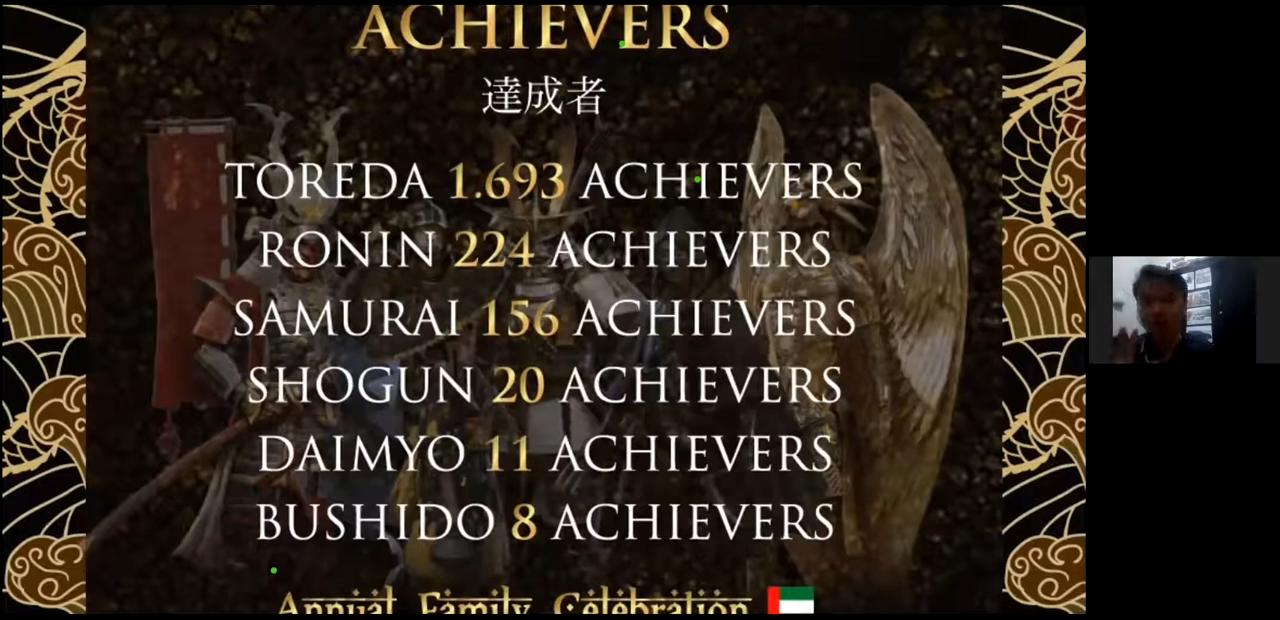 ACHIEVERS
達成者
TOREDA 1.693 ACHIEVERS
RONIN 224 ACHIEVERS
SAMURAI 156 ACHIEVERS
SHOGUN 20 ACHIEVERS
DAIMYO 11 ACHIEVERS
BUSHIDO 8 ACHIEVERS
Annual Family Celebration